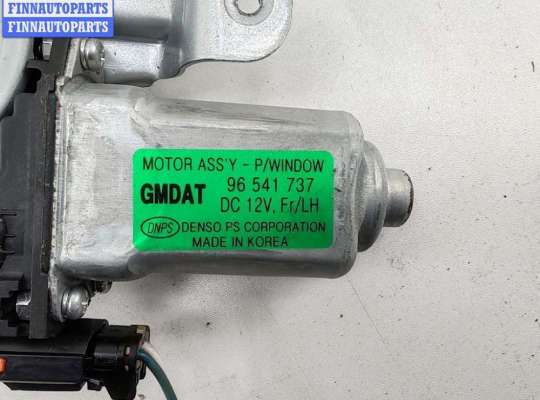 FINNAUTOPARTS
FINNAUTOPARTS
MOTOR ASS'Y - P/WINDOW
GMDAT 96 541 737
DC 12V, Fr/LH
DNPS DENSO PS CORPORATION
MADE IN KOREA